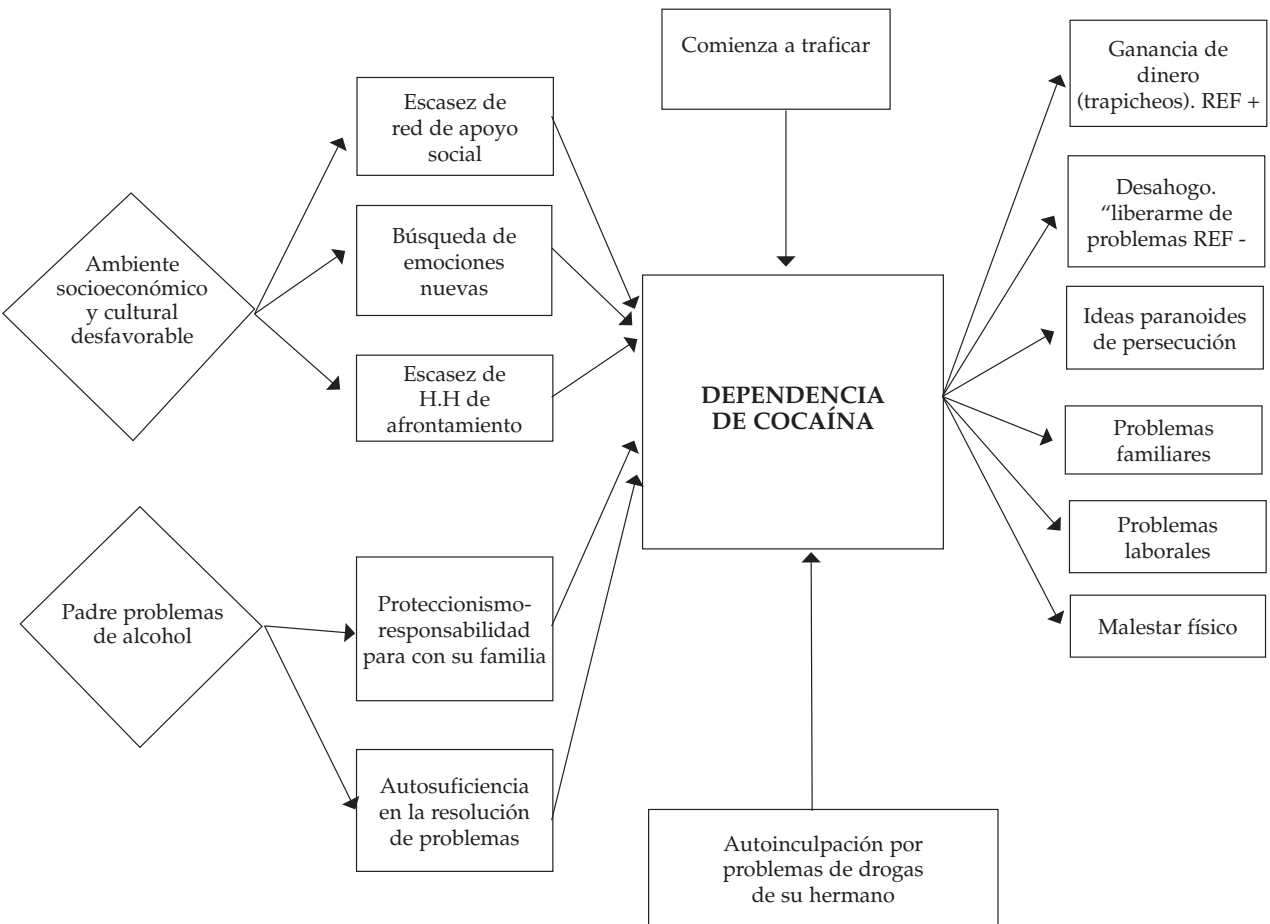 Comienza a traficar
Ganancia de
dinero
(trapicheos). REF +
Escasez de
red de apoyo
social
Desahogo.
“liberarme de
problemas REF -
Búsqueda de
emociones
nuevas
Ambiente
socioeconómico
y cultural
desfavorable
Ideas paranoides
de persecución
Escasez de
H.H de
afrontamiento
DEPENDENCIA
DE COCAÍNA
Problemas
familiares
Problemas
laborales
Padre problemas
de alcohol
Proteccionismo-
responsabilidad
para con su familia
Malestar físico
Autosuficiencia
en la resolución
de problemas
Autoinculpación por
problemas de drogas
de su hermano